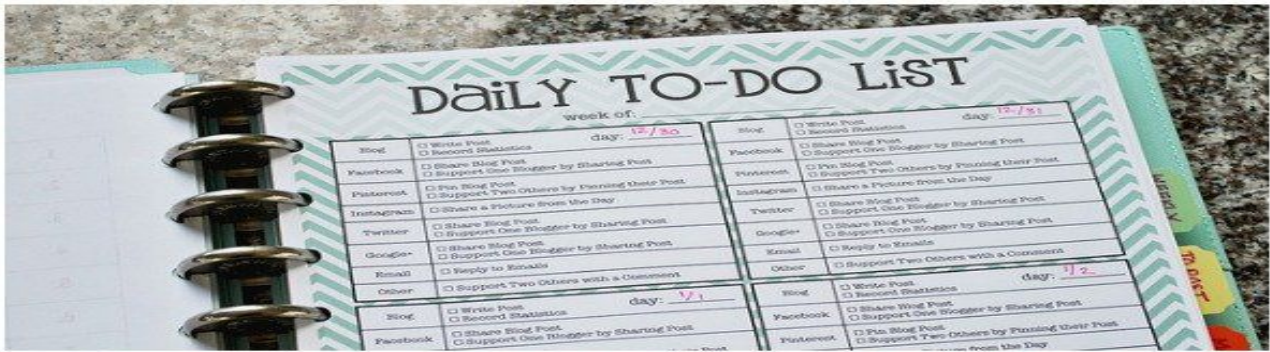 DaiLY TO-DO LiST
week of:
day: 12/30
Blog
☐ Write Post
☐ Record Statistics
Facebook
☐ Share Blog Post
☐ Support One Blogger by Sharing Post
Pinterest
☐ Pin Blog Post
☐ Support Two Others by Pinning their Post
Instagram
☐ Share a Picture from the Day
Twitter
☐ Share Blog Post
☐ Support One Blogger by Sharing Post
Google+
☐ Share Blog Post
☐ Support One Blogger by Sharing Post
Email
☐ Reply to Emails
Other
☐ Support Two Others with a Comment
day: 12/31
Blog
☐ Write Post
☐ Record Statistics
Facebook
☐ Share Blog Post
☐ Support One Blogger by Sharing Post
Pinterest
☐ Pin Blog Post
☐ Support Two Others by Pinning their Post
Instagram
☐ Share a Picture from the Day
Twitter
☐ Share Blog Post
☐ Support One Blogger by Sharing Post
Google+
☐ Share Blog Post
☐ Support One Blogger by Sharing Post
Email
☐ Reply to Emails
Other
☐ Support Two Others with a Comment
day: 1/1
Blog
☐ Write Post
☐ Record Statistics
Facebook
☐ Share Blog Post
☐ Support One Blogger by Sharing Post
their Post
day: 1/2
Blog
☐ Write Post
☐ Record Statistics
Facebook
☐ Share Blog Post
☐ Support One Blogger by Sharing Post
Pinterest
☐ Pin Blog Post
☐ Support Two Others by Pinning their Post
Picture from the Day
WEEKLY
TO POST